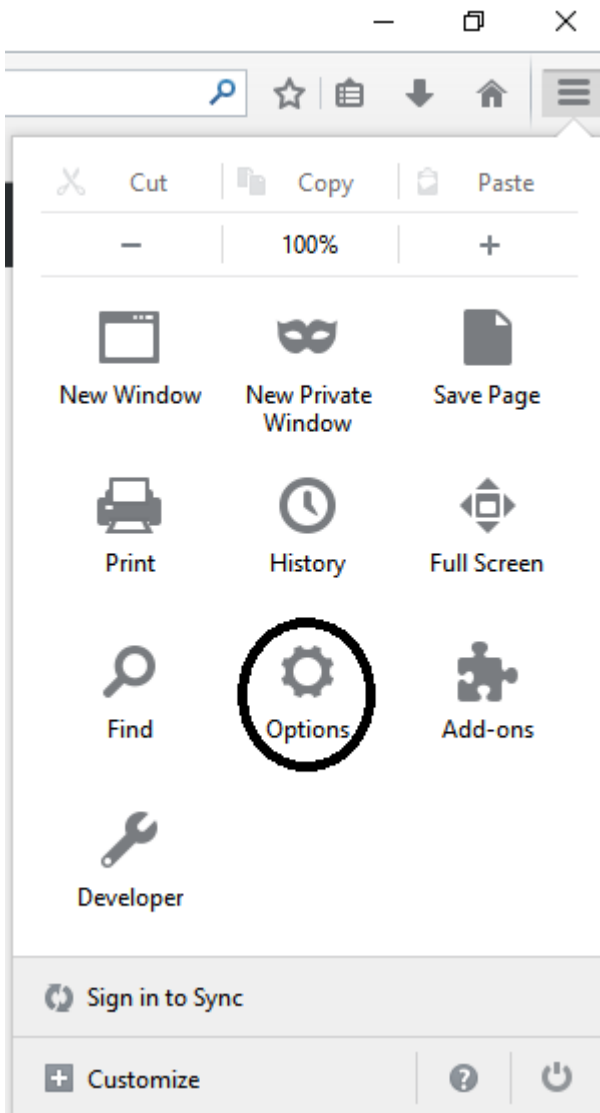 Cut Copy Paste
− 100% +
New Window New Private Window Save Page
Print History Full Screen
Find Options Add-ons
Developer
Sign in to Sync
Customize